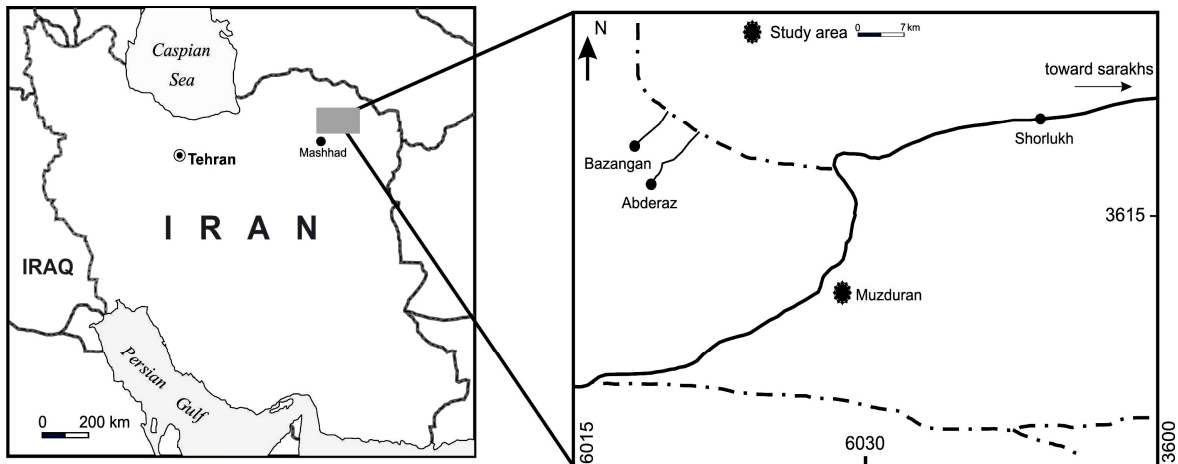 Caspian
Sea
Mashhad
Tehran
I R A N
IRAQ
Persian
Gulf
0 200 km
N
Study area
0 7 km
toward sarakhs
Shorlukh
Bazangan
Abderaz
3615
Muzduran
6015
6030
3600